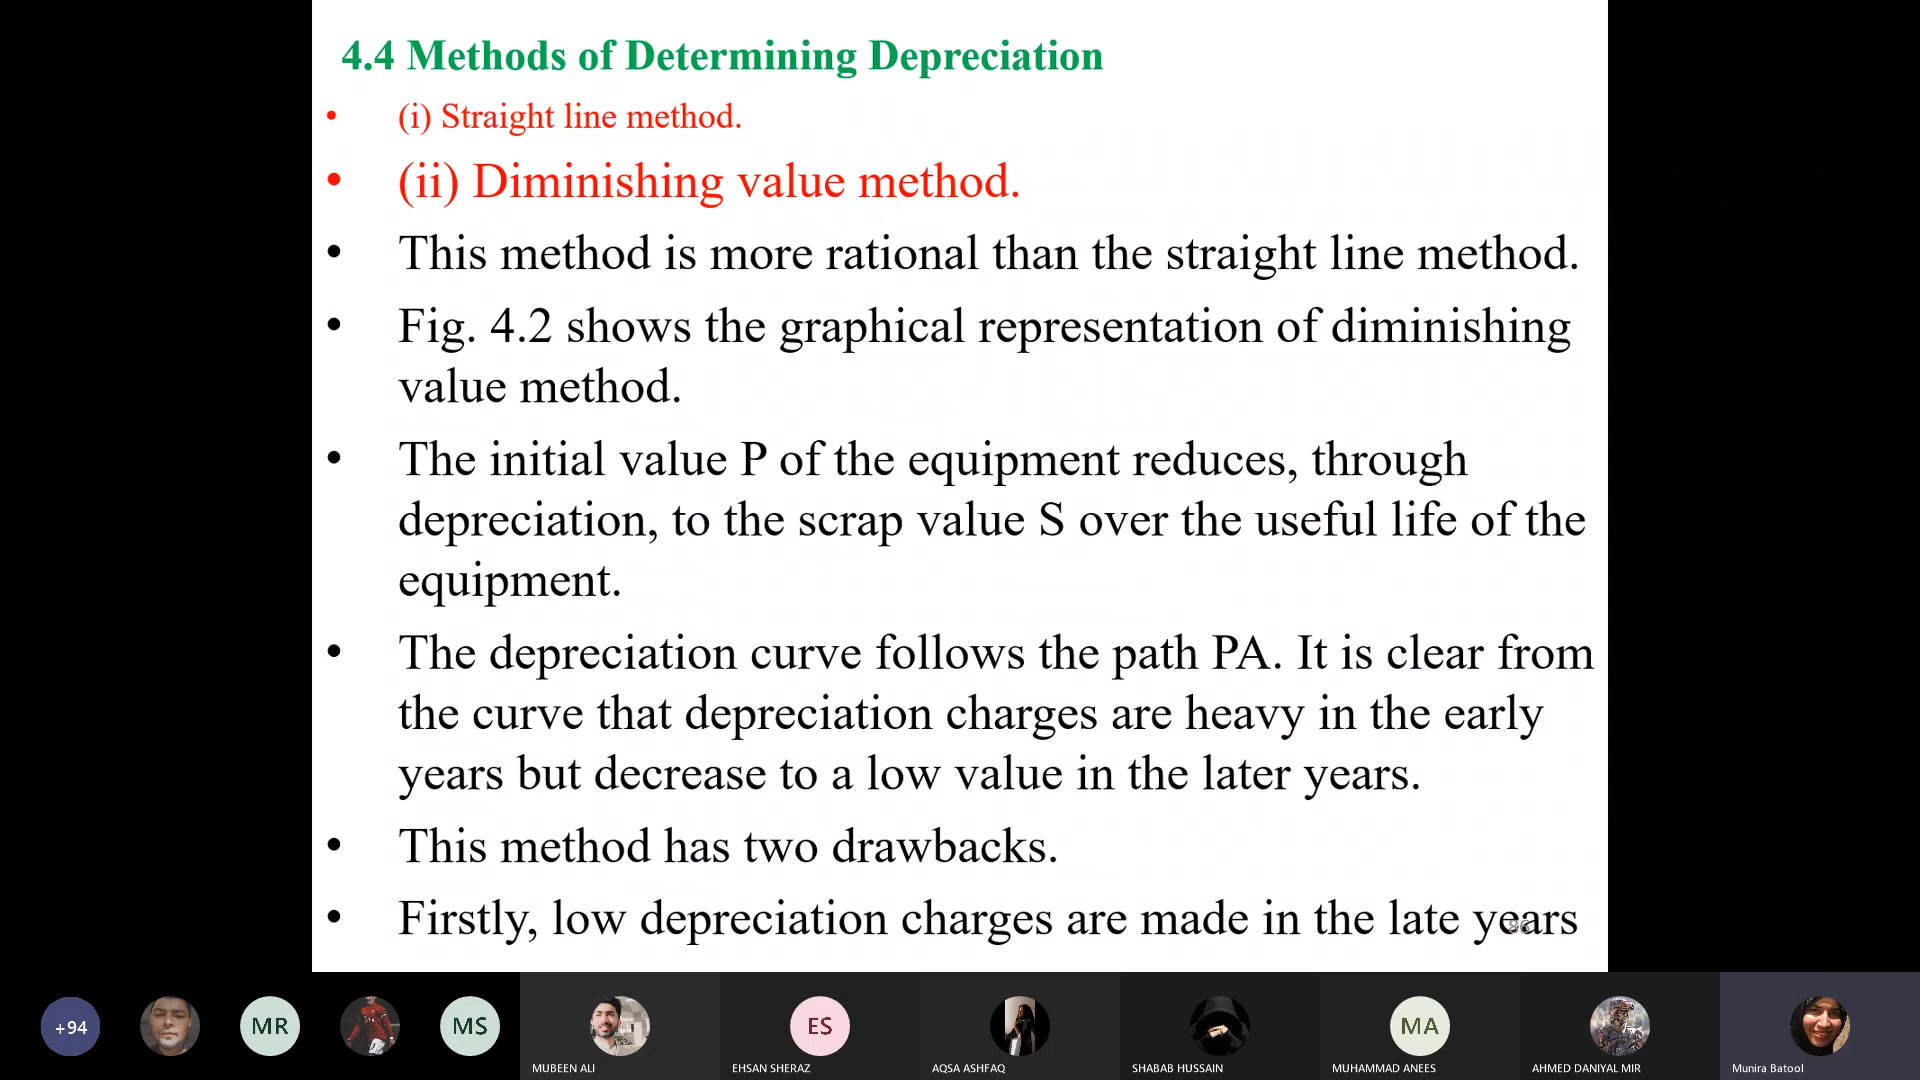 4.4 Methods of Determining Depreciation
• (i) Straight line method.
• (ii) Diminishing value method.
• This method is more rational than the straight line method.
• Fig. 4.2 shows the graphical representation of diminishing
value method.
• The initial value P of the equipment reduces, through
depreciation, to the scrap value S over the useful life of the
equipment.
• The depreciation curve follows the path PA. It is clear from
the curve that depreciation charges are heavy in the early
years but decrease to a low value in the later years.
• This method has two drawbacks.
• Firstly, low depreciation charges are made in the late years
+94
MR
MS
MUBEEN ALI
ES
EHSAN SHERAZ
AQSA ASHFAQ
SHABAB HUSSAIN
MA
MUHAMMAD ANEES
AHMED DANIYAL MIR
Munira Batool